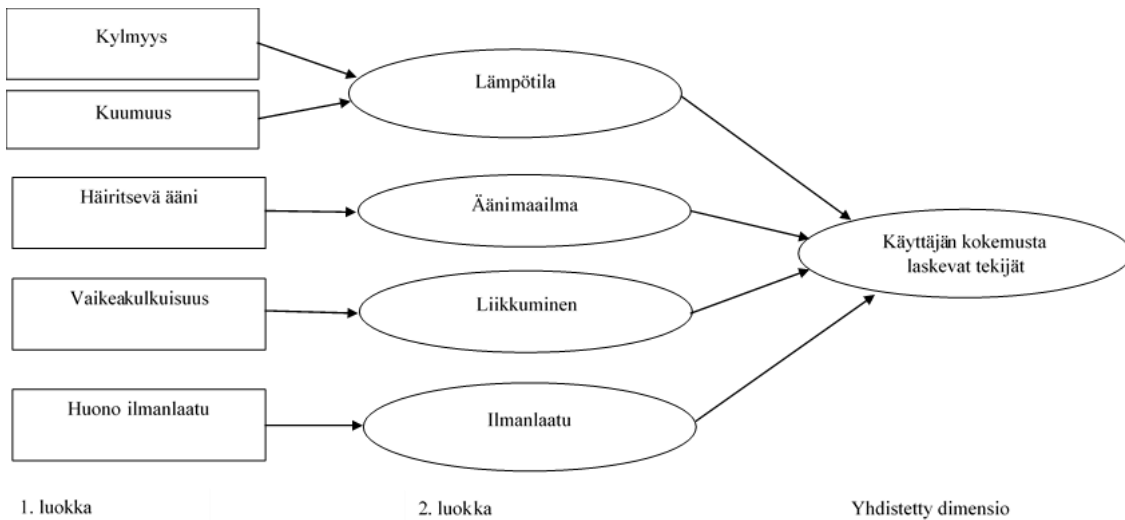 Kylmyys
Kuumuus
Häiritsevä ääni
Vaikeakulkuisuus
Huono ilmanlaatu
Lämpötila
Äänimaailma
Liikkuminen
Ilmanlaatu
Käyttäjän kokemusta
laskevat tekijät
1. luokka
2. luokka
Yhdistetty dimensio